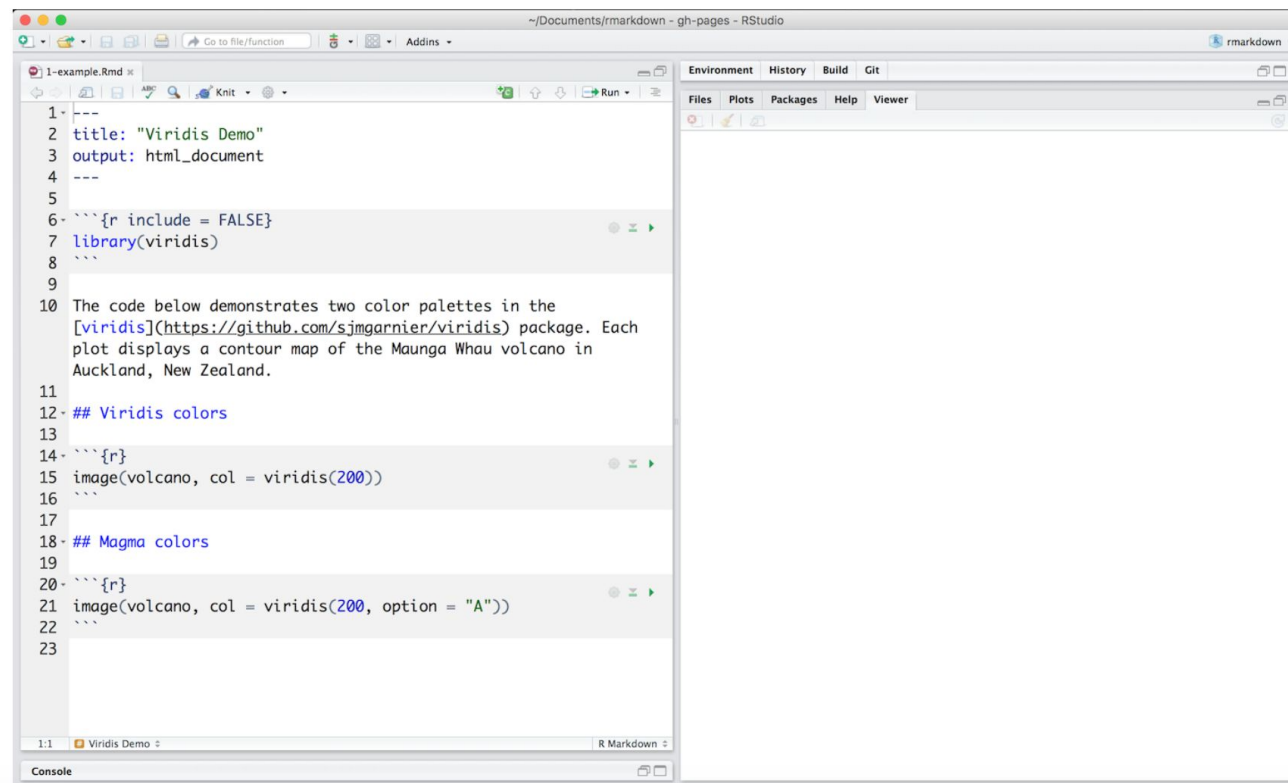 ~/Documents/rmarkdown - gh-pages - RStudio
Go to file/function
Addins
rmarkdown
1-example.Rmd
ABC
Knit
Run
1 ---
2 title: "Viridis Demo"
3 output: html_document
4 ---
5
6 ```{r include = FALSE}
7 library(viridis)
8 ```
9
10 The code below demonstrates two color palettes in the
[viridis](https://github.com/sjmgarnier/viridis) package. Each
plot displays a contour map of the Maunga Whau volcano in
Auckland, New Zealand.
11
12 ## Viridis colors
13
14 ```{r}
15 image(volcano, col = viridis(200))
16 ```
17
18 ## Magma colors
19
20 ```{r}
21 image(volcano, col = viridis(200, option = "A"))
22 ```
23
1:1 Viridis Demo R Markdown
Console
Environment History Build Git
Files Plots Packages Help Viewer